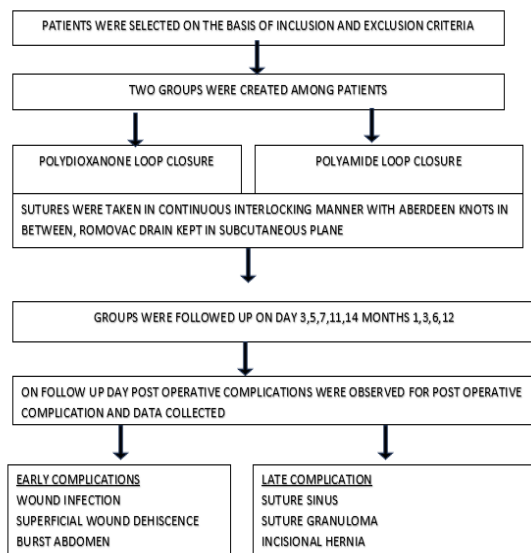 PATIENTS WERE SELECTED ON THE BASIS OF INCLUSION AND EXCLUSION CRITERIA
TWO GROUPS WERE CREATED AMONG PATIENTS
POLYDIOXANONE LOOP CLOSURE
POLYAMIDE LOOP CLOSURE
SUTURES WERE TAKEN IN CONTINUOUS INTERLOCKING MANNER WITH ABERDEEN KNOTS IN
BETWEEN, ROMOVAC DRAIN KEPT IN SUBCUTANEOUS PLANE
GROUPS WERE FOLLOWED UP ON DAY 3,5,7,11,14 MONTHS 1,3,6,12
ON FOLLOW UP DAY POST OPERATIVE COMPLICATIONS WERE OBSERVED FOR POST OPERATIVE
COMPLICATION AND DATA COLLECTED
EARLY COMPLICATIONS
WOUND INFECTION
SUPERFICIAL WOUND DEHISCENCE
BURST ABDOMEN
LATE COMPLICATION
SUTURE SINUS
SUTURE GRANULOMA
INCISIONAL HERNIA